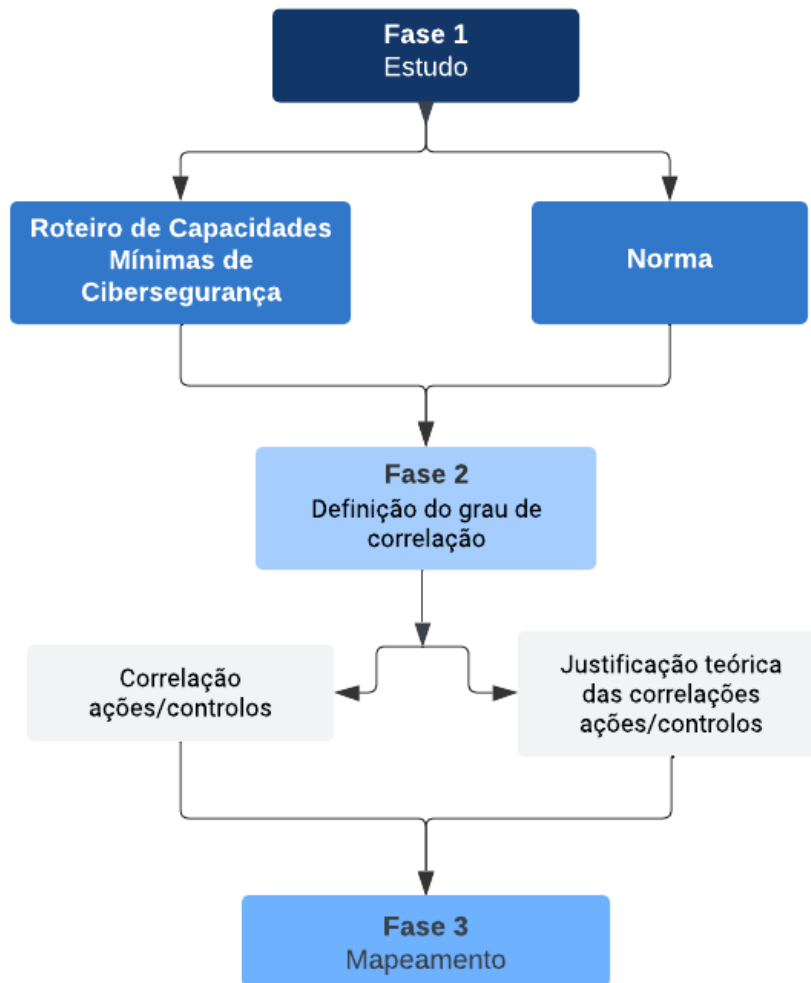 Fase 1
Estudo
Roteiro de Capacidades
Mínimas de
Cibersegurança
Norma
Fase 2
Definição do grau de
correlação
Correlação
ações/controlos
Justificação teórica
das correlações
ações/controlos
Fase 3
Mapeamento